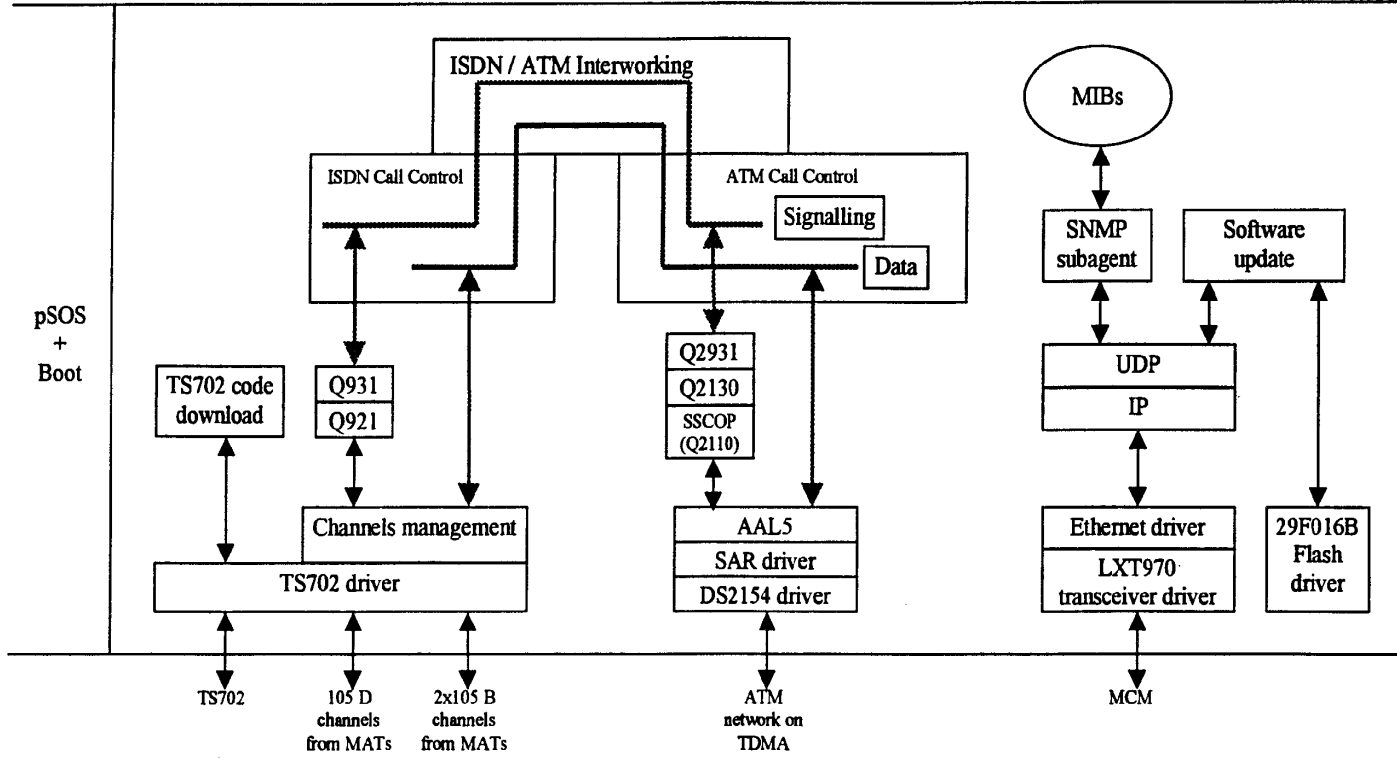 ISDN / ATM Interworking
MIBs
ISDN Call Control
ATM Call Control
Signalling
Data
SNMP
subagent
Software
update
pSOS
+
Boot
TS702 code
download
Q931
Q921
Q2931
Q2130
SSCOP
(Q2110)
UDP
IP
Channels management
TS702 driver
AAL5
SAR driver
DS2154 driver
Ethernet driver
LXT970
transceiver driver
29F016B
Flash
driver
TS702
105 D
channels
from MATs
2x105 B
channels
from MATs
ATM
network on
TDMA
MCM